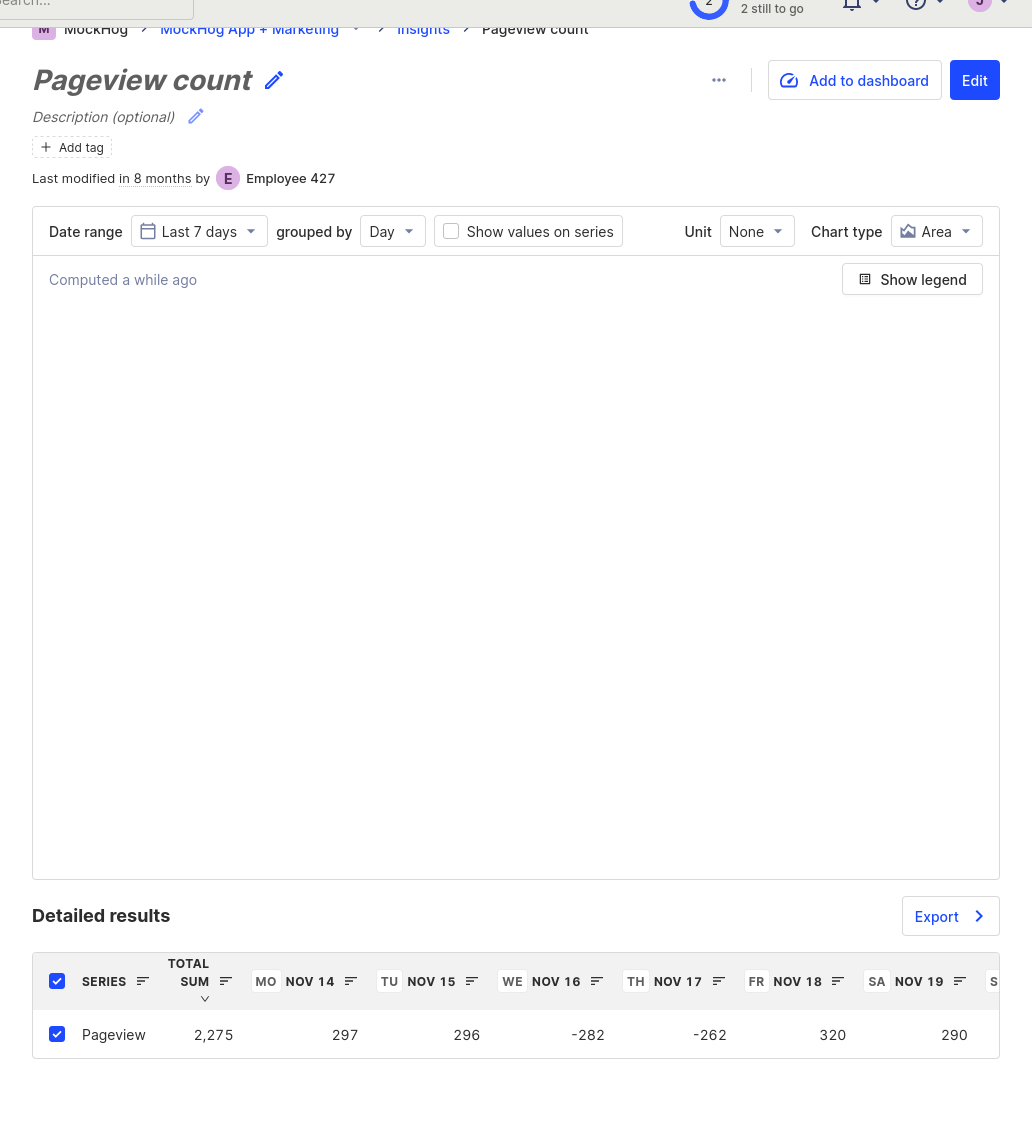 Search...
2
2 still to go
?
J
M MockHog MockHog App + Marketing Insights Pageview count
Pageview count
Add to dashboard
Edit
Description (optional)
+ Add tag
Last modified in 8 months by E Employee 427
Date range Last 7 days grouped by Day Show values on series Unit None Chart type Area
Computed a while ago
Show legend
Detailed results
Export
SERIES TOTAL SUM MO NOV 14 TU NOV 15 WE NOV 16 TH NOV 17 FR NOV 18 SA NOV 19 S
Pageview 2,275 297 296 -282 -262 320 290